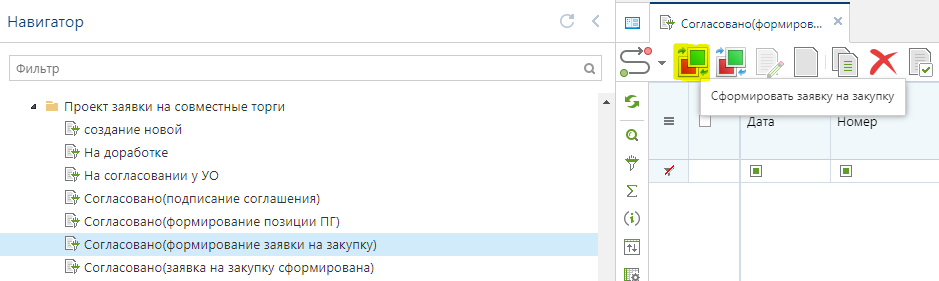 Навигатор
Фильтр
Проект заявки на совместные торги
создание новой
На доработке
На согласовании у УО
Согласовано(подписание соглашения)
Согласовано(формирование позиции ПГ)
Согласовано(формирование заявки на закупку)
Согласовано(заявка на закупку сформирована)
Согласовано(формиров...
Сформировать заявку на закупку
Дата
Номер